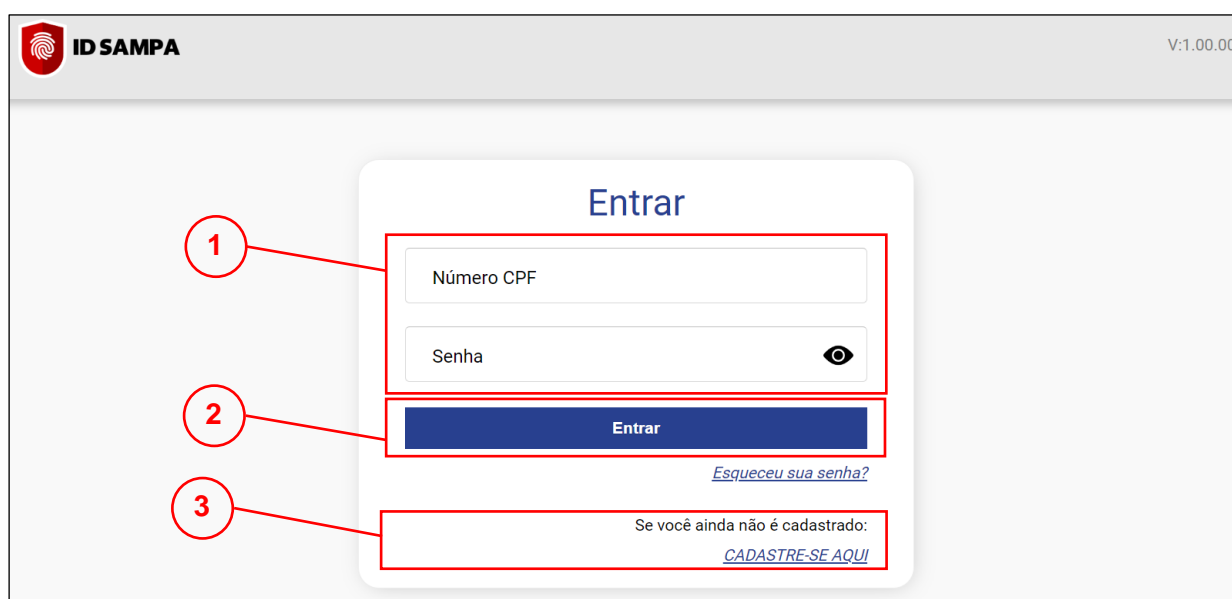 ID SAMPA
V:1.00.00
Entrar
1
Número CPF
Senha
2
Entrar
Esqueceu sua senha?
3
Se você ainda não é cadastrado:
CADASTRE-SE AQUI